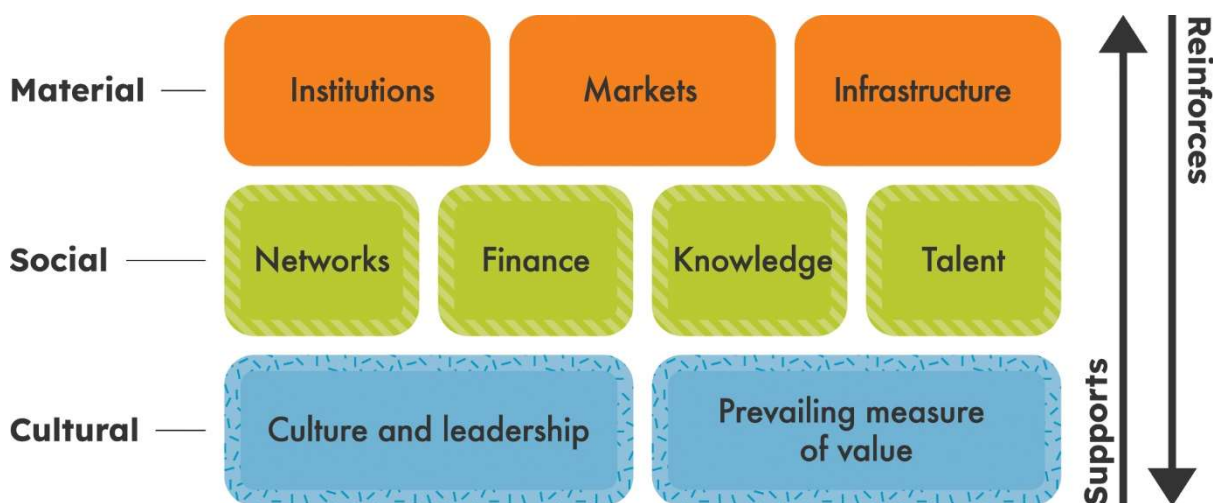 Material
Institutions
Markets
Infrastructure
Social
Networks
Finance
Knowledge
Talent
Cultural
Culture and leadership
Prevailing measure
of value
Supports
Reinforces